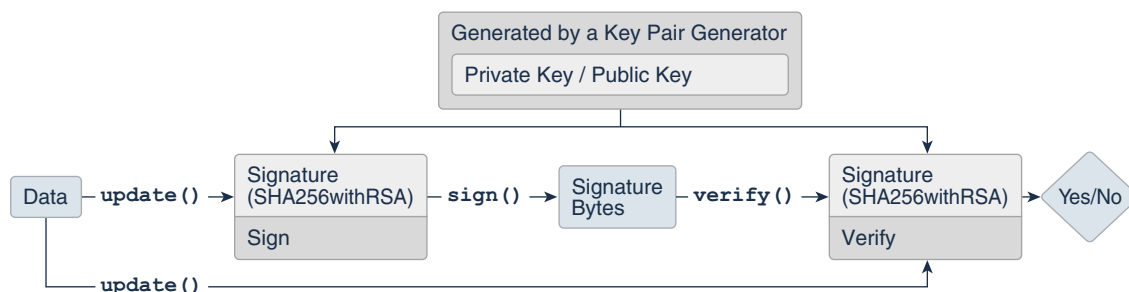 Generated by a Key Pair Generator
Private Key / Public Key
Data
update()
Signature
(SHA256withRSA)
Sign
sign()
Signature
Bytes
verify()
Signature
(SHA256withRSA)
Verify
Yes/No
update()